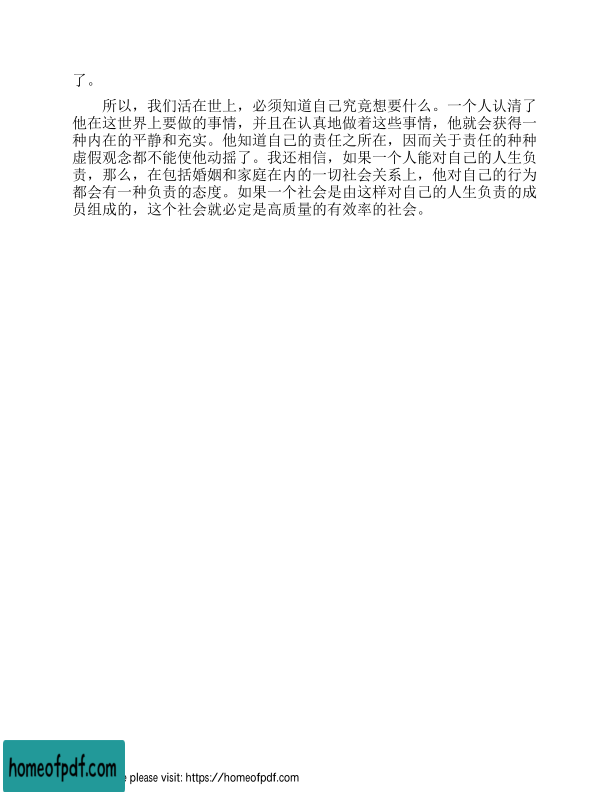 了。
所以，我们活在世上，必须知道自己究竟想要什么。一个人认清了
他在这世界上要做的事情，并且在认真地做着这些事情，他就会获得一
种内在的平静和充实。他知道自己的责任之所在，因而关于责任的种种
虚假观念都不能使他动摇了。我还相信，如果一个人能对自己的人生负
责，那么，在包括婚姻和家庭在内的一切社会关系上，他对自己的行为
都会有一种负责的态度。如果一个社会是由这样对自己的人生负责的成
员组成的，这个社会就必定是高质量的有效率的社会。
homeofpdf.com
e please visit: https://homeofpdf.com